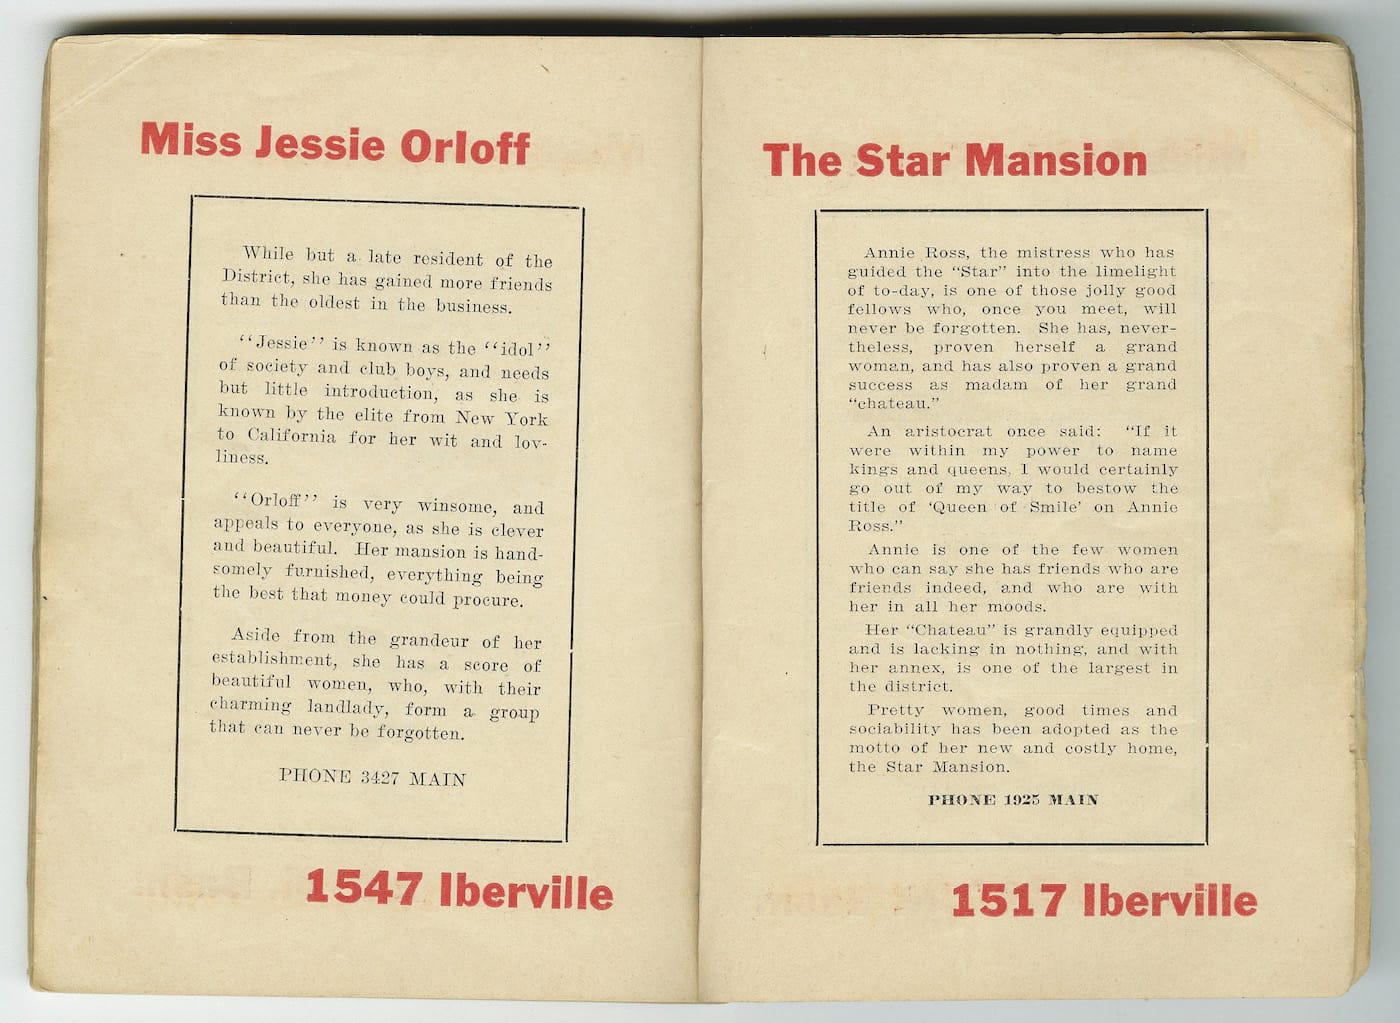 Miss Jessie Orloff
While but a late resident of the
District, she has gained more friends
than the oldest in the business.
‘‘Jessie’’ is known as the ‘‘idol’’
of society and club boys, and needs
but little introduction, as she is
known by the elite from New York
to California for her wit and lov-
liness.
‘‘Orloff’’ is very winsome, and
appeals to everyone, as she is clever
and beautiful. Her mansion is hand-
somely furnished, everything being
the best that money could procure.
Aside from the grandeur of her
establishment, she has a score of
beautiful women, who, with their
charming landlady, form a group
that can never be forgotten.
PHONE 3427 MAIN
1547 Iberville
The Star Mansion
Annie Ross, the mistress who has
guided the “Star” into the limelight
of to-day, is one of those jolly good
fellows who, once you meet, will
never be forgotten. She has, never-
theless, proven herself a grand
woman, and has also proven a grand
success as madam of her grand
“chateau.”
An aristocrat once said: “If it
were within my power to name
kings and queens, I would certainly
go out of my way to bestow the
title of ‘Queen of Smile’ on Annie
Ross.”
Annie is one of the few women
who can say she has friends who are
friends indeed, and who are with
her in all her moods.
Her “Chateau” is grandly equipped
and is lacking in nothing, and with
her annex, is one of the largest in
the district.
Pretty women, good times and
sociability has been adopted as the
motto of her new and costly home,
the Star Mansion.
PHONE 1925 MAIN
1517 Iberville